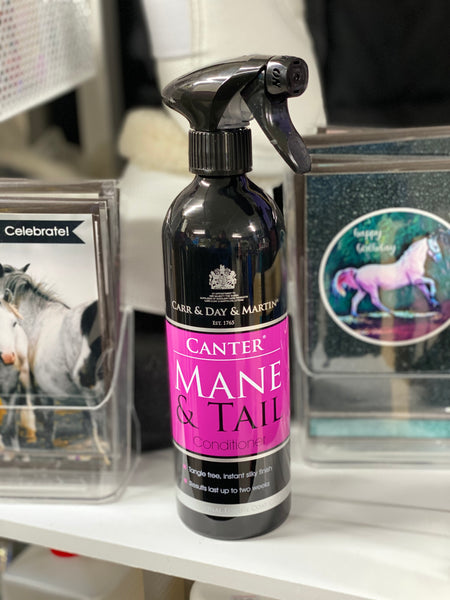 Celebrate!
happy
birthday
CARR & DAY & MARTIN®
EST. 1765
CANTER®
MANE
& TAIL
Conditioner
Tangle free, instant silky finish
Results last up to two weeks